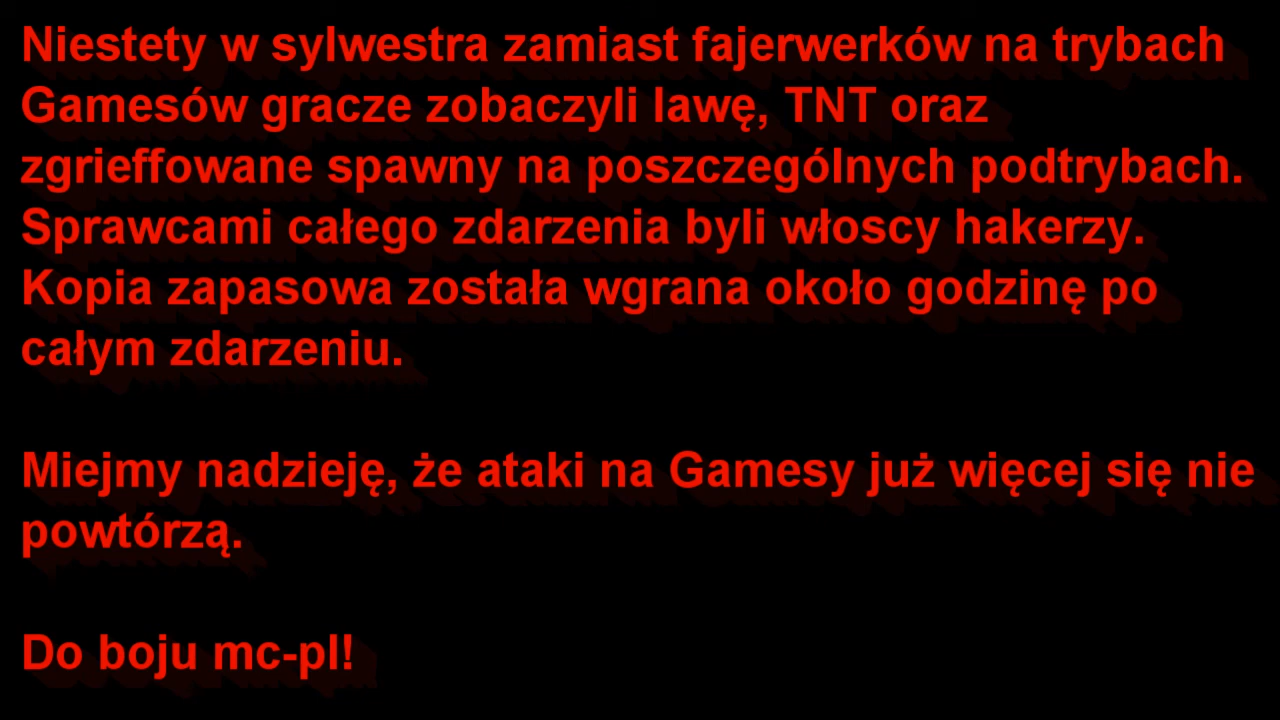 Niestety w sylwestra zamiast fajerwerków na trybach
Gamesów gracze zobaczyli lawę, TNT oraz
zgrieffowane spawny na poszczególnych podtrybach.
Sprawcami całego zdarzenia byli włoscy hakerzy.
Kopia zapasowa została wgrana około godzinę po
całym zdarzeniu.
Miejmy nadzieję, że ataki na Gamesy już więcej się nie
powtórzą.
Do boju mc-pl!